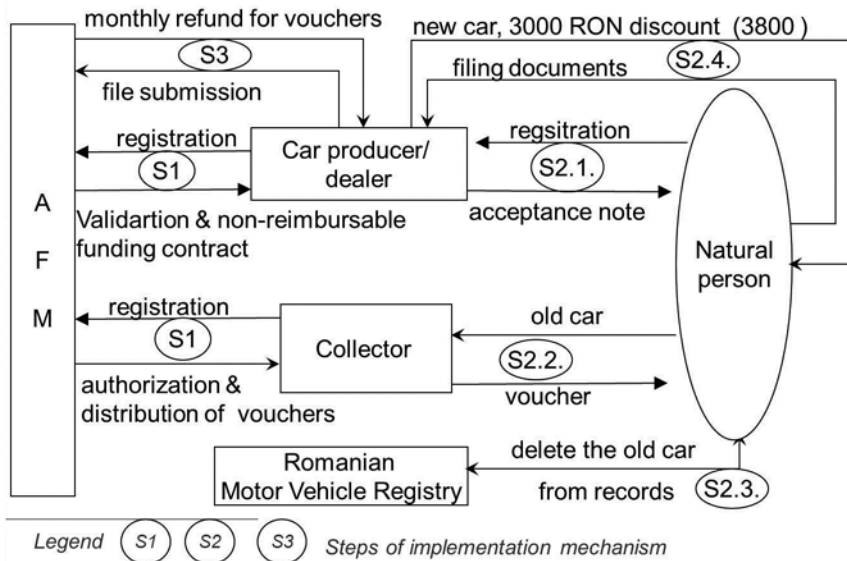 monthly refund for vouchers
S3
file submission
new car, 3000 RON discount (3800 )
S2.4.
filing documents
registration
S1
Validartion & non-reimbursable
funding contract
Car producer/
dealer
regsitration
S2.1.
acceptance note
A
F
M
Natural
person
registration
S1
authorization &
distribution of vouchers
Collector
old car
S2.2.
voucher
Romanian
Motor Vehicle Registry
delete the old car
from records
S2.3.
Legend S1 S2 S3 Steps of implementation mechanism